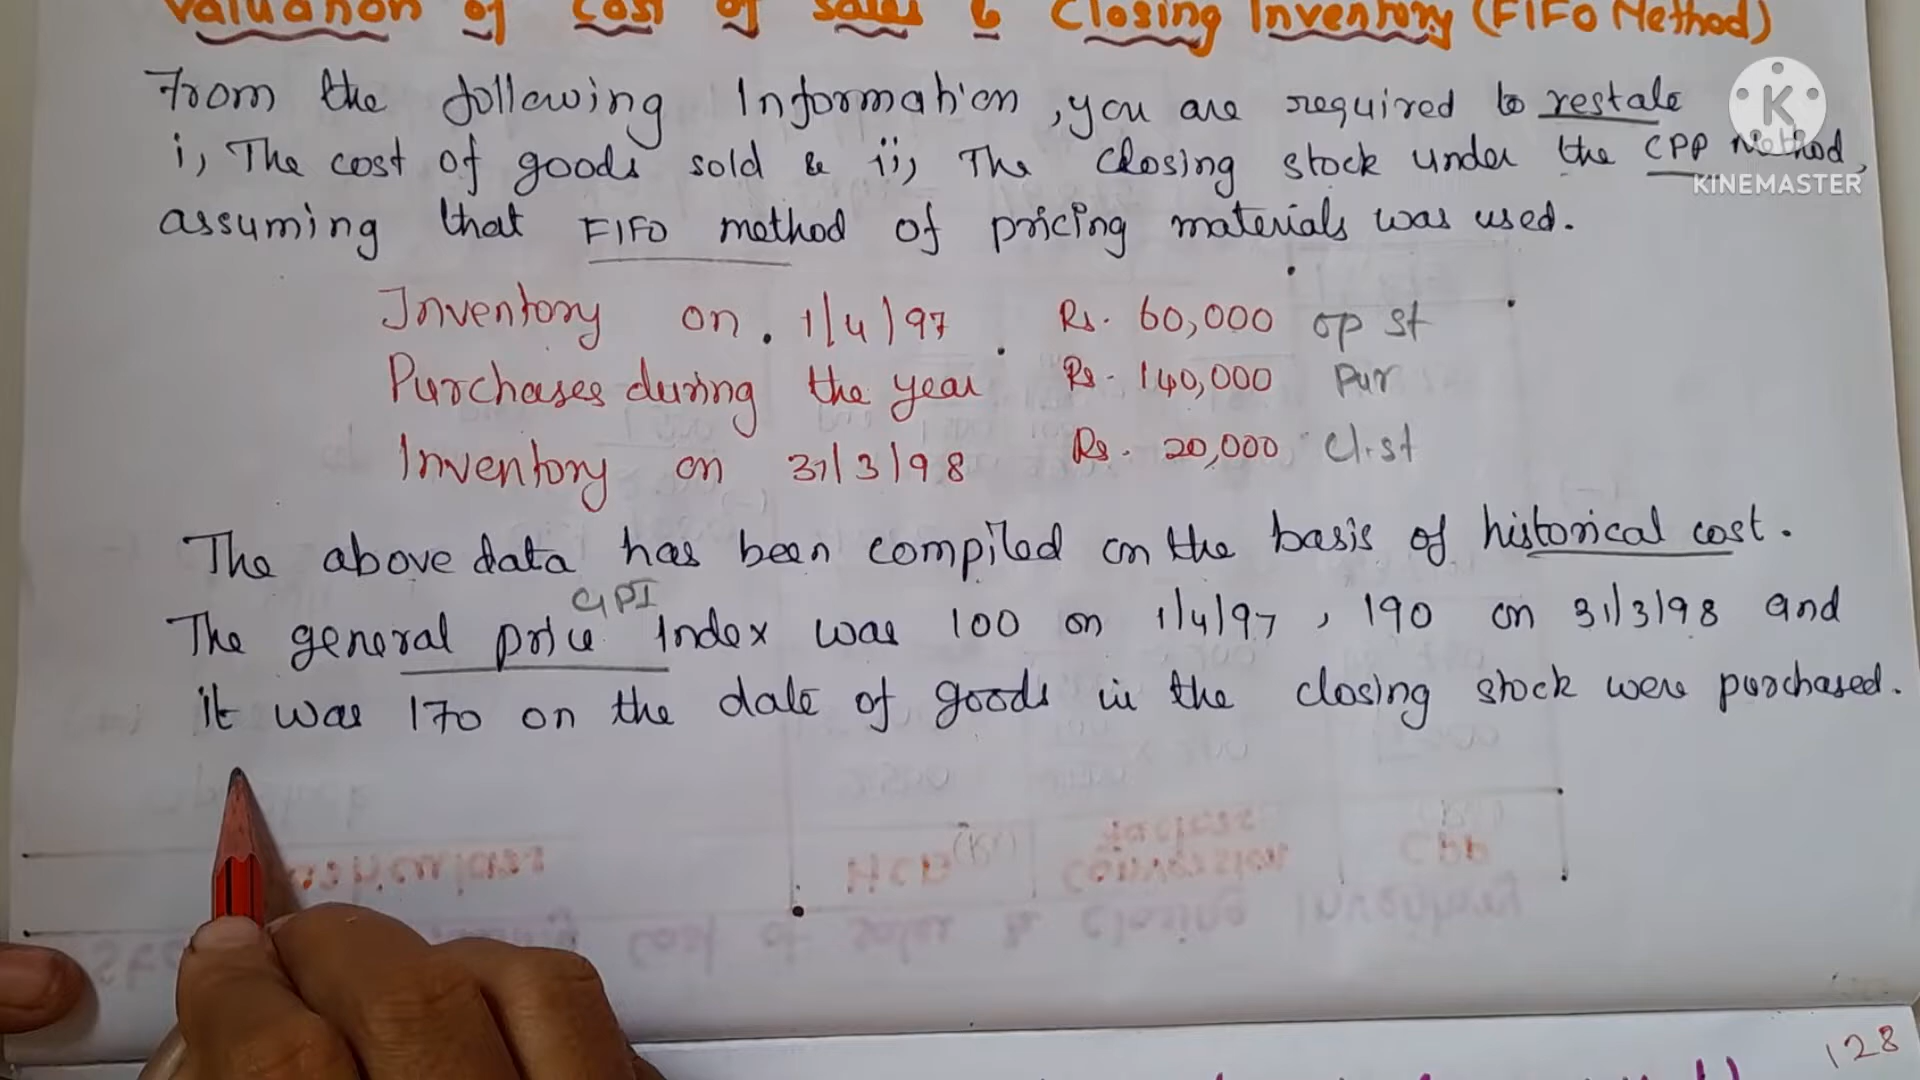 Valuation of Cost of Sales & Closing Inventory (FIFO Method)
From the following Information, you are required to restate
i, The cost of goods sold & ii, The closing stock under the CPP Method,
assuming that FIFO method of pricing materials was used.
Inventory on 1/4/97 Rs. 60,000 op st
Purchases during the year Rs. 140,000 pur
Inventory on 31/3/98 Rs. 20,000 cl.st
The above data has been compiled on the basis of historical cost.
GPI
The general price Index was 100 on 1/4/97, 190 on 31/3/98 and
it was 170 on the date of goods in the closing stock were purchased.
128
K
KINEMASTER